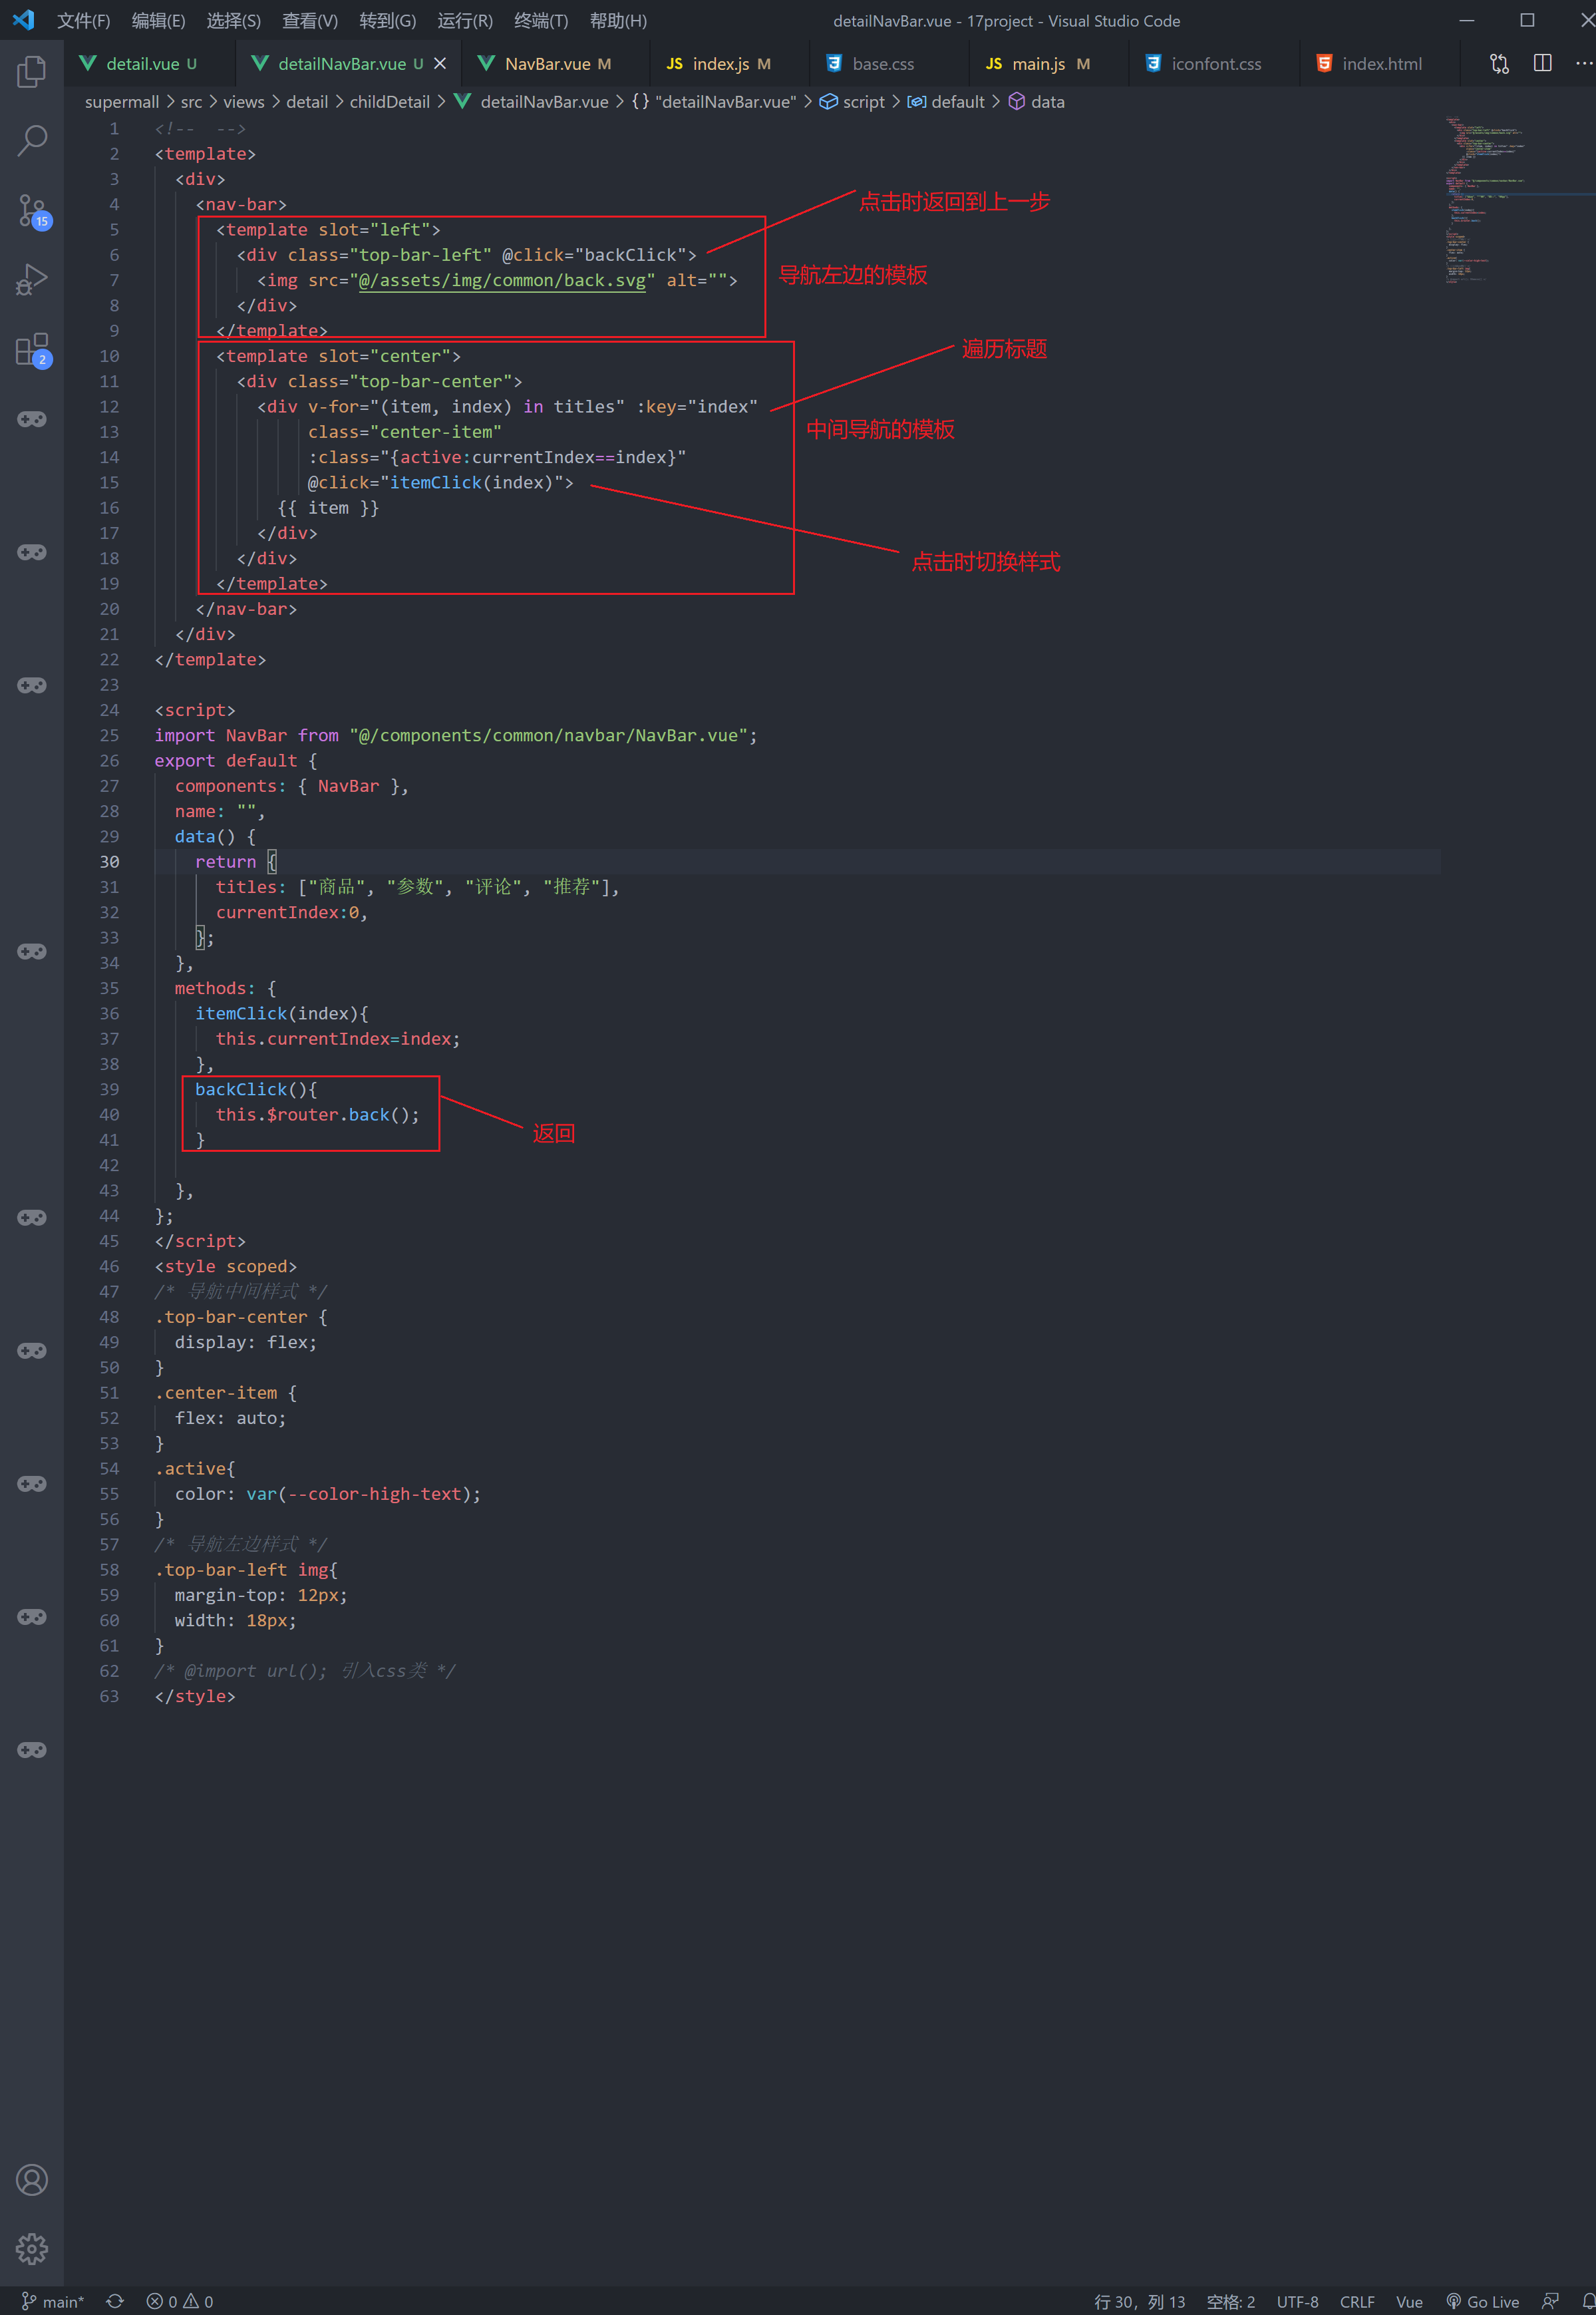 文件(F) 编辑(E) 选择(S) 查看(V) 转到(G) 运行(R) 终端(T) 帮助(H) detailNavBar.vue - 17project - Visual Studio Code
detail.vue U detailNavBar.vue U NavBar.vue M JS index.js M base.css JS main.js M iconfont.css index.html
supermall > src > views > detail > childDetail > detailNavBar.vue > {} "detailNavBar.vue" > script > default > data
1 <!--  -->
2 <template>
3 <div>
4 <nav-bar>
点击时返回到上一步
5 <template slot="left">
6 <div class="top-bar-left" @click="backClick">
7 <img src="@/assets/img/common/back.svg" alt="">
导航左边的模板
8 </div>
9 </template>
10 <template slot="center">
遍历标题
11 <div class="top-bar-center">
12 <div v-for="(item, index) in titles" :key="index"
13 class="center-item"
中间导航的模板
14 :class="{active:currentIndex==index}"
15 @click="itemClick(index)">
16 {{ item }}
17 </div>
18 </div>
点击时切换样式
19 </template>
20 </nav-bar>
21 </div>
22 </template>
23
24 <script>
25 import NavBar from "@/components/common/navbar/NavBar.vue";
26 export default {
27 components: { NavBar },
28 name: "",
29 data() {
30 return {
31 titles: ["商品", "参数", "评论", "推荐"],
32 currentIndex:0,
33 };
34 },
35 methods: {
36 itemClick(index){
37 this.currentIndex=index;
38 },
39 backClick(){
40 this.$router.back();
41 }
返回
42
43 },
44 };
45 </script>
46 <style scoped>
47 /* 导航中间样式 */
48 .top-bar-center {
49 display: flex;
50 }
51 .center-item {
52 flex: auto;
53 }
54 .active{
55 color: var(--color-high-text);
56 }
57 /* 导航左边样式 */
58 .top-bar-left img{
59 margin-top: 12px;
60 width: 18px;
61 }
62 /* @import url(); 引入css类 */
63 </style>
15
2
main* 0 0 行 30，列 13 空格: 2 UTF-8 CRLF Vue Go Live